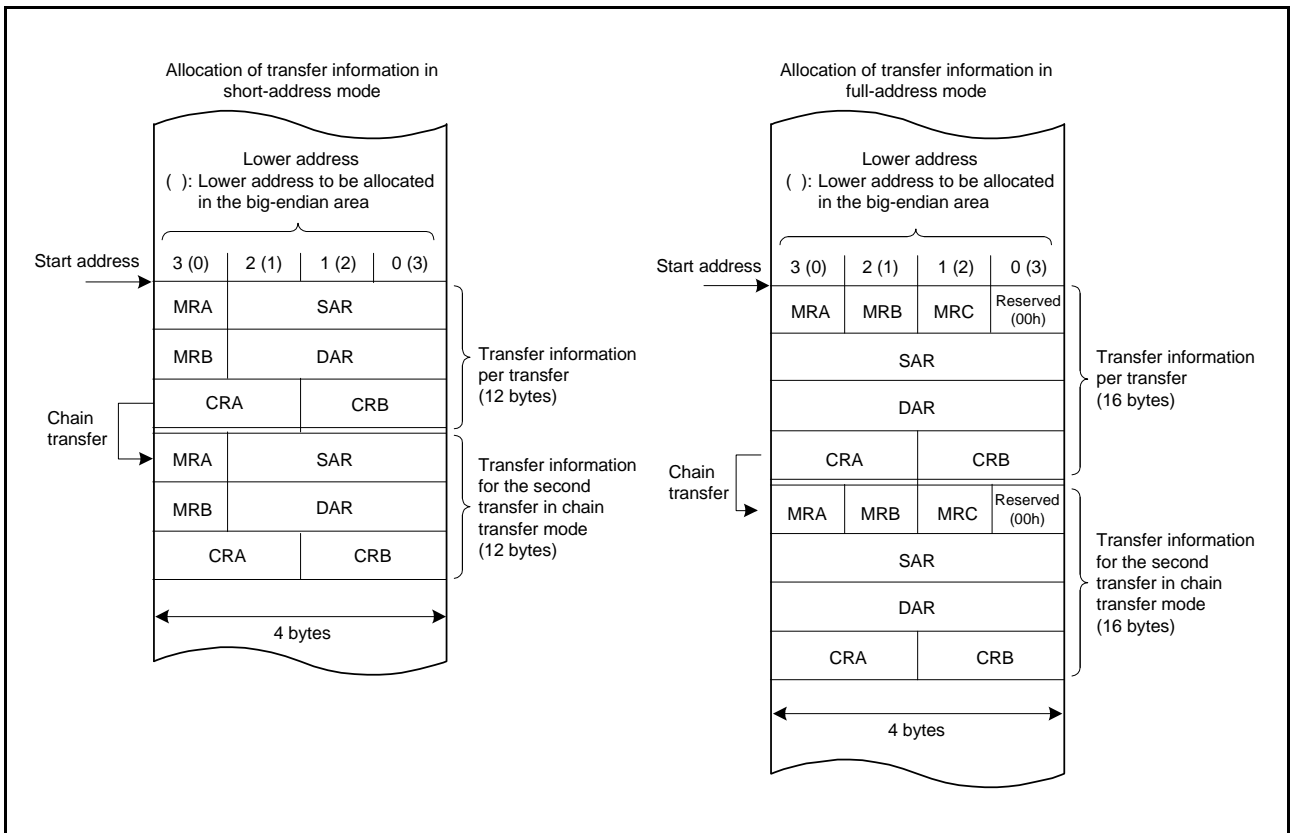 Allocation of transfer information in
short-address mode
Lower address
( ): Lower address to be allocated
in the big-endian area
Start address
3 (0) 2 (1) 1 (2) 0 (3)
MRA SAR
MRB DAR
CRA CRB
Transfer information
per transfer
(12 bytes)
Chain
transfer
MRA SAR
MRB DAR
CRA CRB
Transfer information
for the second
transfer in chain
transfer mode
(12 bytes)
4 bytes
Allocation of transfer information in
full-address mode
Lower address
( ): Lower address to be allocated
in the big-endian area
Start address
3 (0) 2 (1) 1 (2) 0 (3)
MRA MRB MRC Reserved
(00h)
SAR
DAR
CRA CRB
Transfer information
per transfer
(16 bytes)
Chain
transfer
MRA MRB MRC Reserved
(00h)
SAR
DAR
CRA CRB
Transfer information
for the second
transfer in chain
transfer mode
(16 bytes)
4 bytes